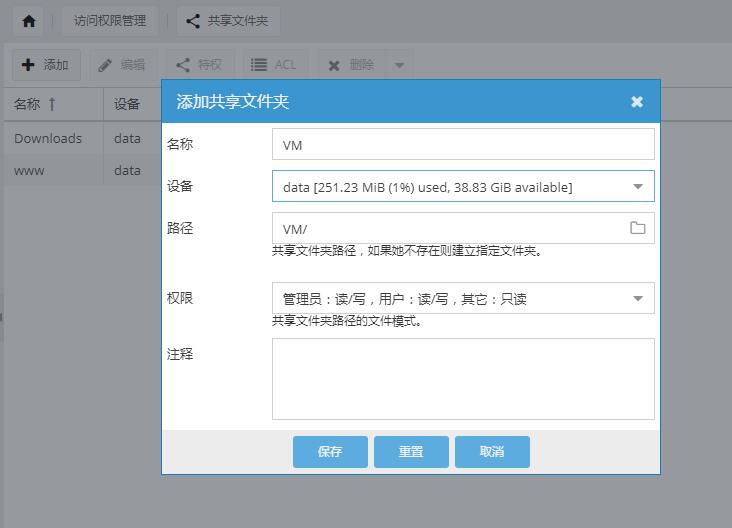 访问权限管理 共享文件夹
添加 编辑 特权 ACL 删除
名称 设备
Downloads data
www data
添加共享文件夹
名称 VM
设备 data [251.23 MiB (1%) used, 38.83 GiB available]
路径 VM/
共享文件夹路径，如果她不存在则建立指定文件夹。
权限 管理员：读/写，用户：读/写，其它：只读
共享文件夹路径的文件模式。
注释
保存 重置 取消